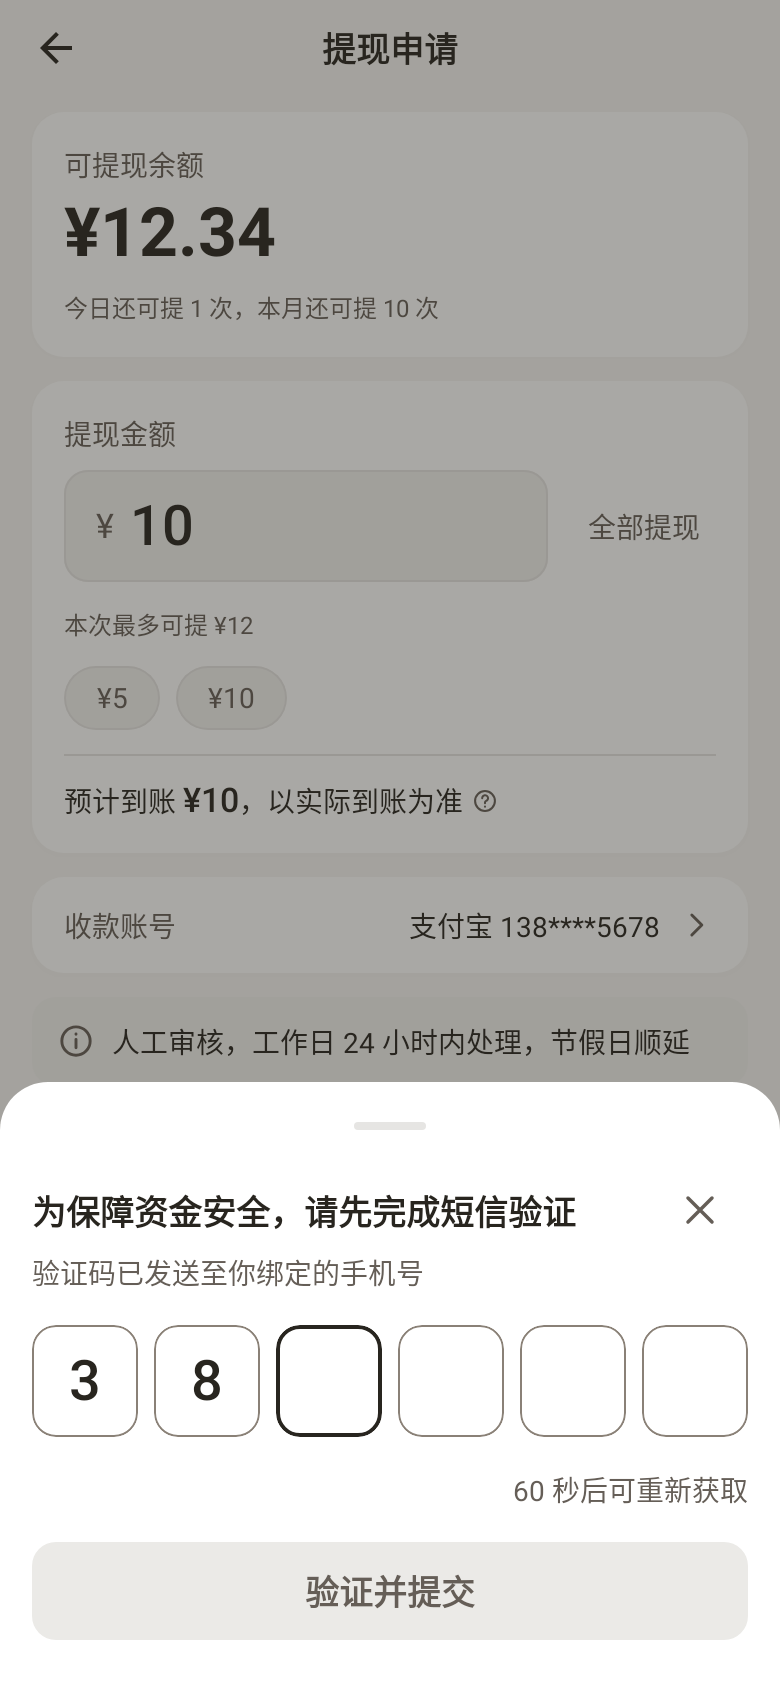 提现申请
可提现余额
¥12.34
今日还可提 1 次，本月还可提 10 次
提现金额
¥ 10
全部提现
本次最多可提 ¥12
¥5 ¥10
预计到账 ¥10，以实际到账为准
收款账号 支付宝 138****5678
人工审核，工作日 24 小时内处理，节假日顺延
为保障资金安全，请先完成短信验证
验证码已发送至你绑定的手机号
3 8
60 秒后可重新获取
验证并提交